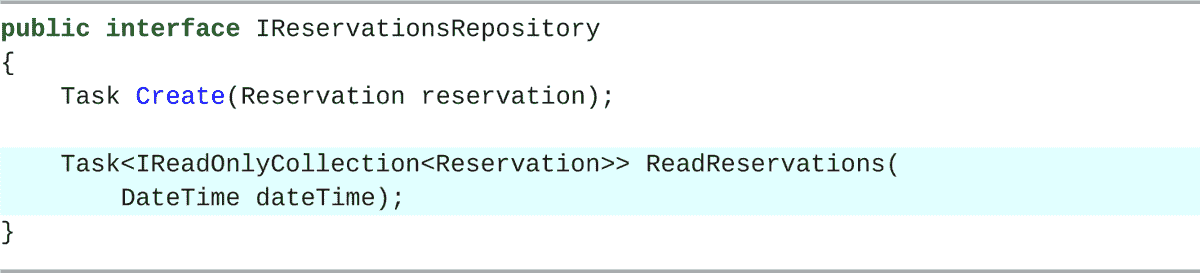 public interface IReservationsRepository
{
    Task Create(Reservation reservation);

    Task<IReadOnlyCollection<Reservation>> ReadReservations(
        DateTime dateTime);
}